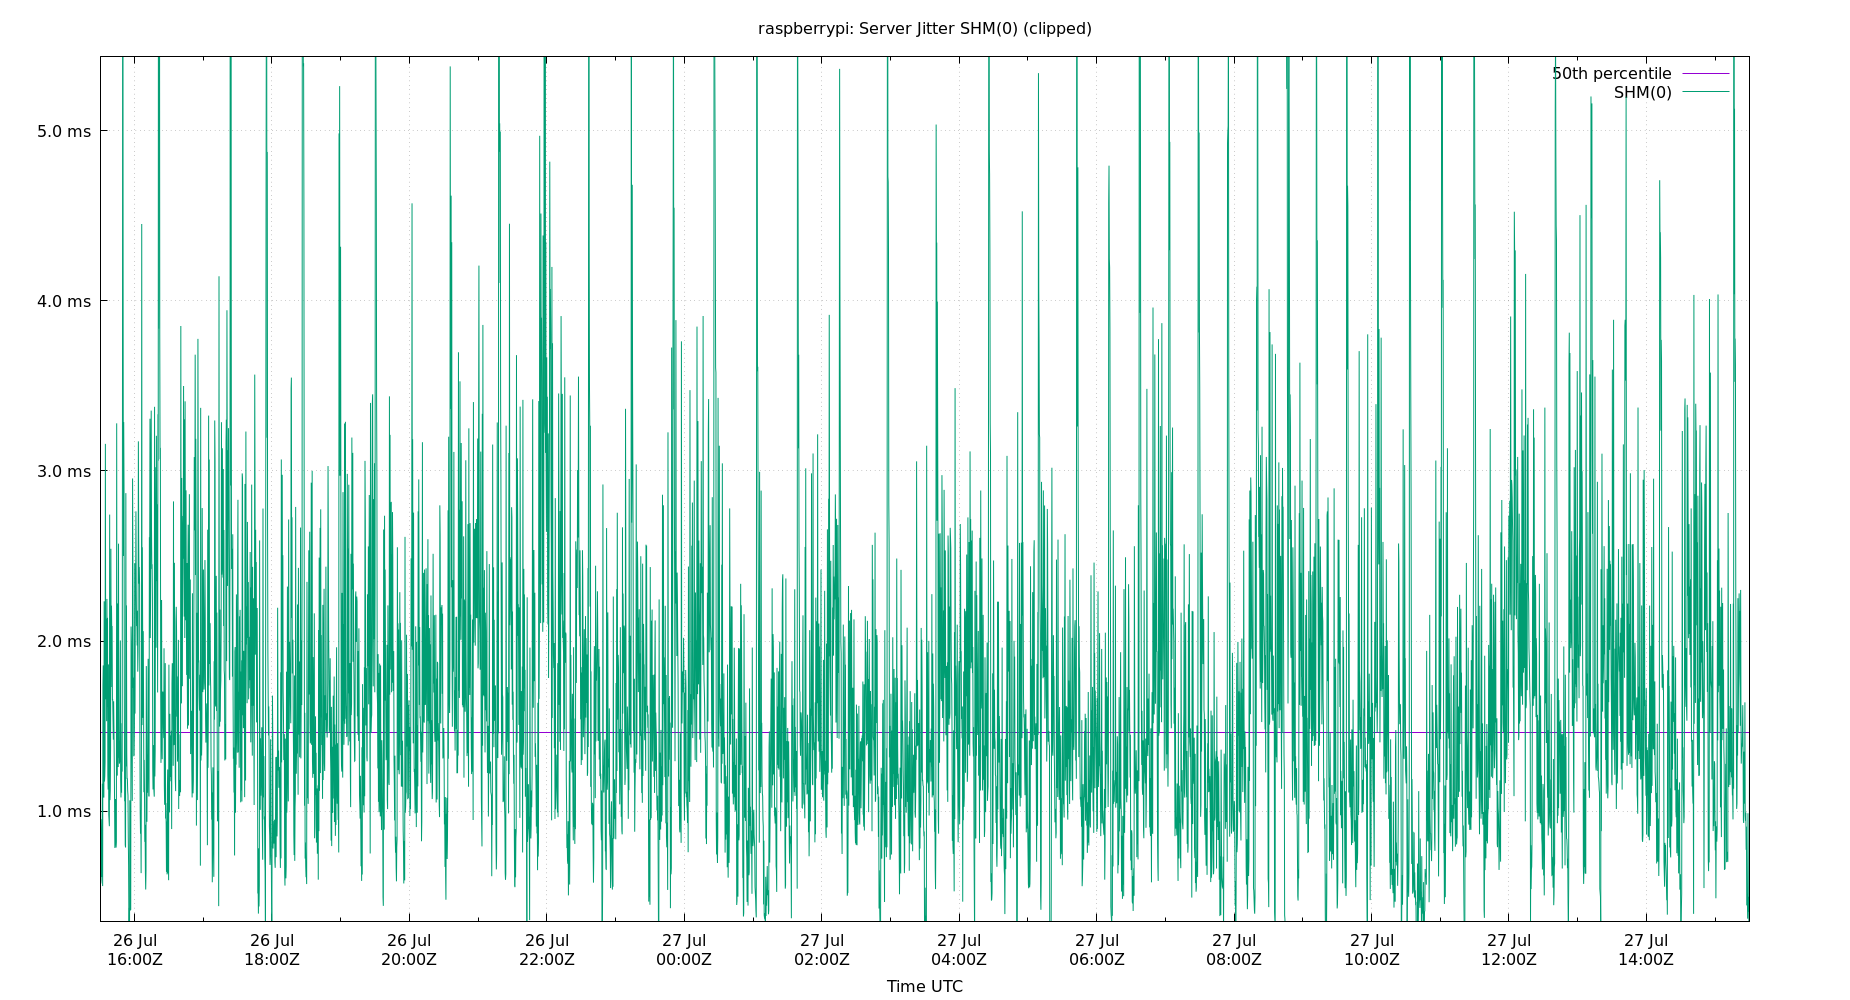 raspberrypi: Server Jitter SHM(0) (clipped)
50th percentile
SHM(0)
5.0 ms
4.0 ms
3.0 ms
2.0 ms
1.0 ms
26 Jul 26 Jul 26 Jul 26 Jul 27 Jul 27 Jul 27 Jul 27 Jul 27 Jul 27 Jul 27 Jul 27 Jul
16:00Z 18:00Z 20:00Z 22:00Z 00:00Z 02:00Z 04:00Z 06:00Z 08:00Z 10:00Z 12:00Z 14:00Z
Time UTC